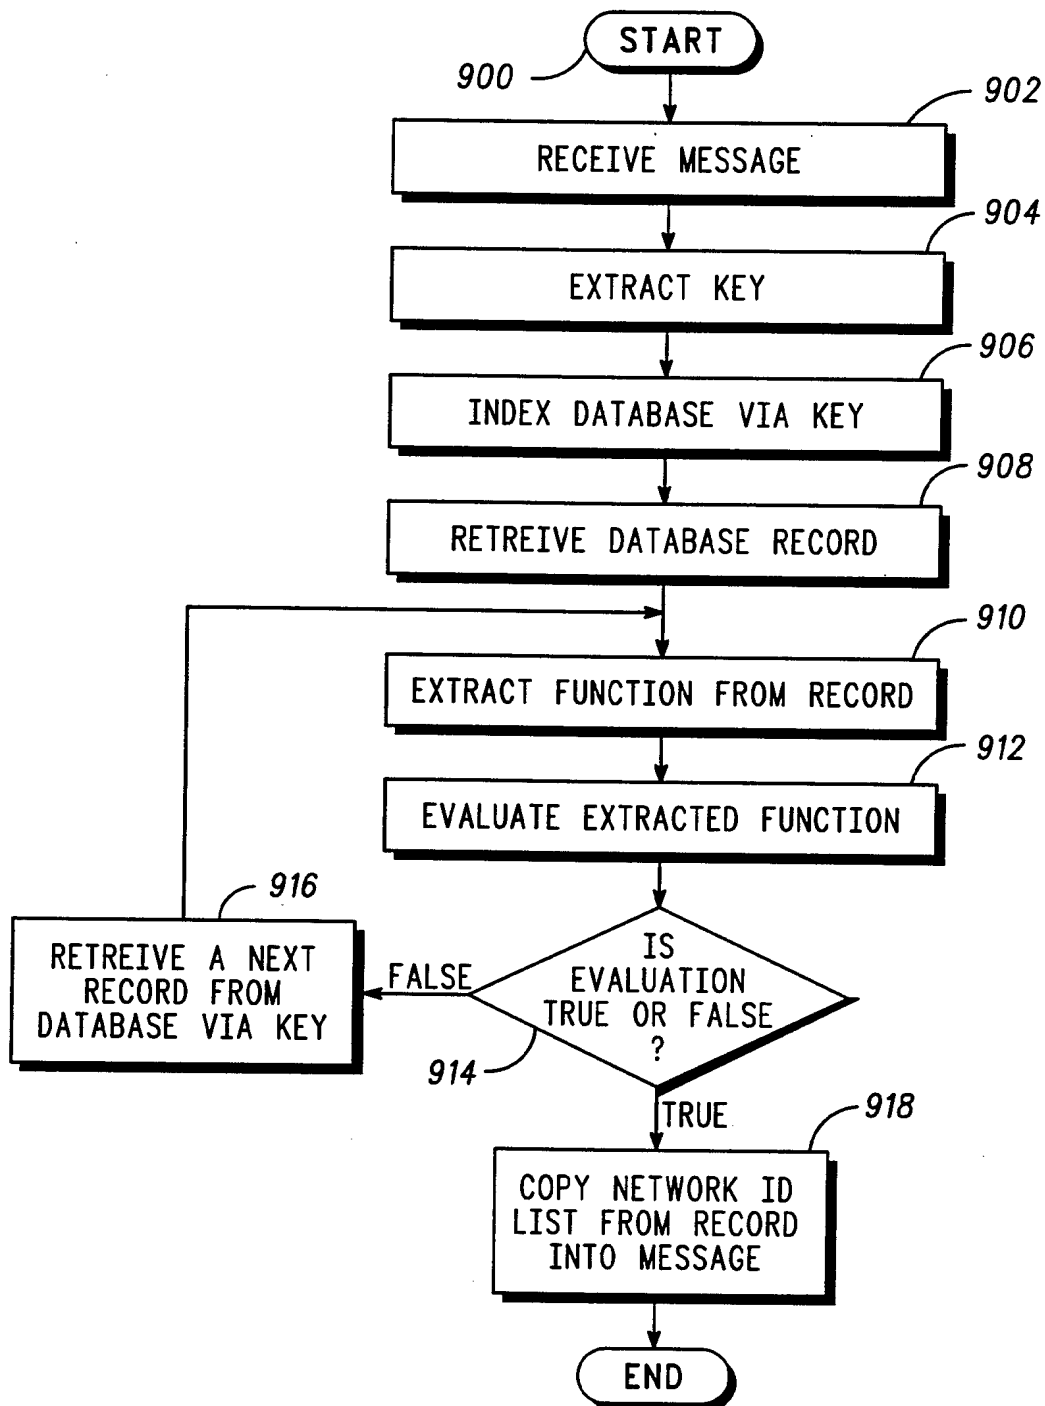 START
900
902
RECEIVE MESSAGE
904
EXTRACT KEY
906
INDEX DATABASE VIA KEY
908
RETREIVE DATABASE RECORD
910
EXTRACT FUNCTION FROM RECORD
912
EVALUATE EXTRACTED FUNCTION
916
RETREIVE A NEXT
RECORD FROM
DATABASE VIA KEY
FALSE
IS
EVALUATION
TRUE OR FALSE
?
914
TRUE
918
COPY NETWORK ID
LIST FROM RECORD
INTO MESSAGE
END